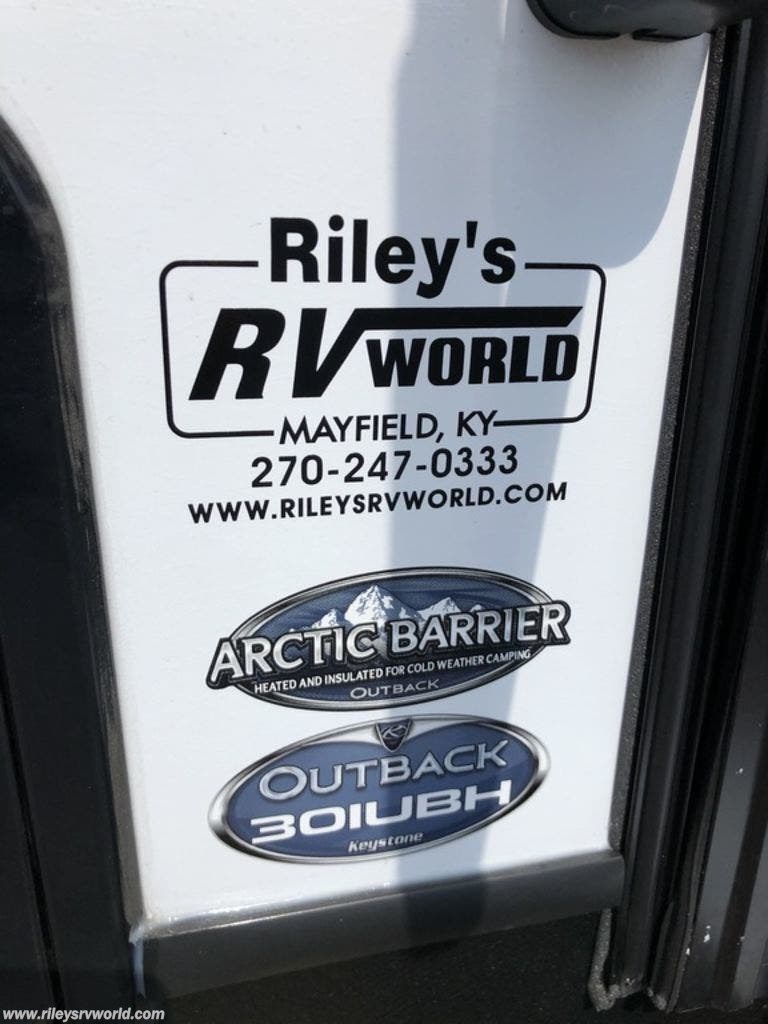 Riley's
RV WORLD
MAYFIELD, KY
270-247-0333
WWW.RILEYSRVWORLD.COM
ARCTIC BARRIER
HEATED AND INSULATED FOR COLD WEATHER CAMPING
OUTBACK
OUTBACK
301UBH
Keystone
www.rileysrvworld.com